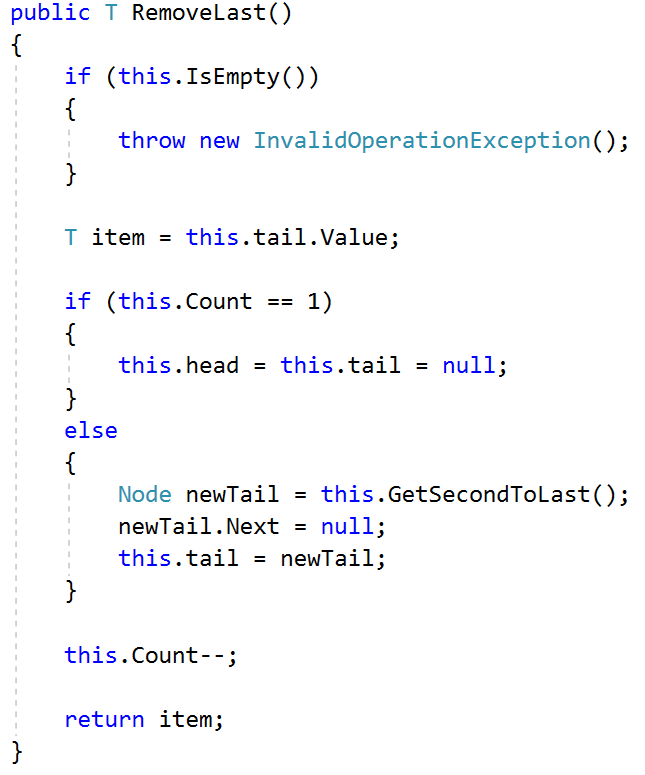 public T RemoveLast()
{
    if (this.IsEmpty())
    {
        throw new InvalidOperationException();
    }

    T item = this.tail.Value;

    if (this.Count == 1)
    {
        this.head = this.tail = null;
    }
    else
    {
        Node newTail = this.GetSecondToLast();
        newTail.Next = null;
        this.tail = newTail;
    }

    this.Count--;

    return item;
}